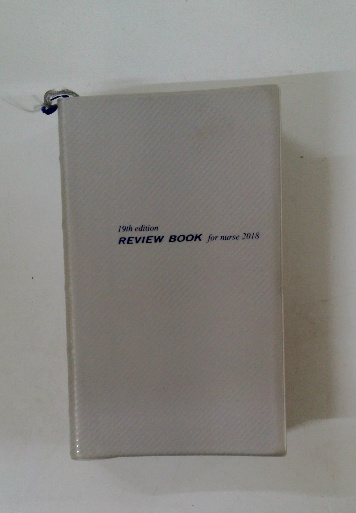 19th edition
REVIEW BOOK for nurse 2018